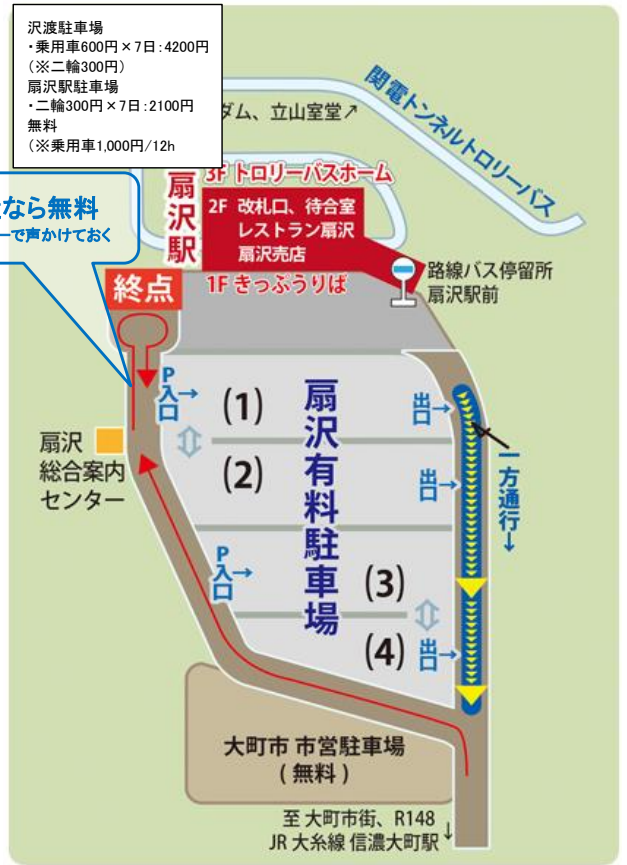 沢渡駐車場
・乗用車600円×7日:4200円
(※二輪300円)
扇沢駅駐車場
・二輪300円×7日:2100円
無料
(※乗用車1,000円/12h
ダム、立山室堂↗
関電トンネルトロリーバス
なら無料
ーで声かけておく
扇沢駅
3F トロリーバスホーム
2F 改札口、待合室
レストラン扇沢
扇沢売店
1F きっぷうりば
終点
路線バス停留所
扇沢駅前
P入口→
(1)
出口→
扇沢
総合案内
センター
(2)
出口→
一方通行↓
扇沢有料駐車場
P入口→
(3)
(4)
出口→
大町市 市営駐車場
(無料)
至 大町市街、R148
JR 大糸線 信濃大町駅↓